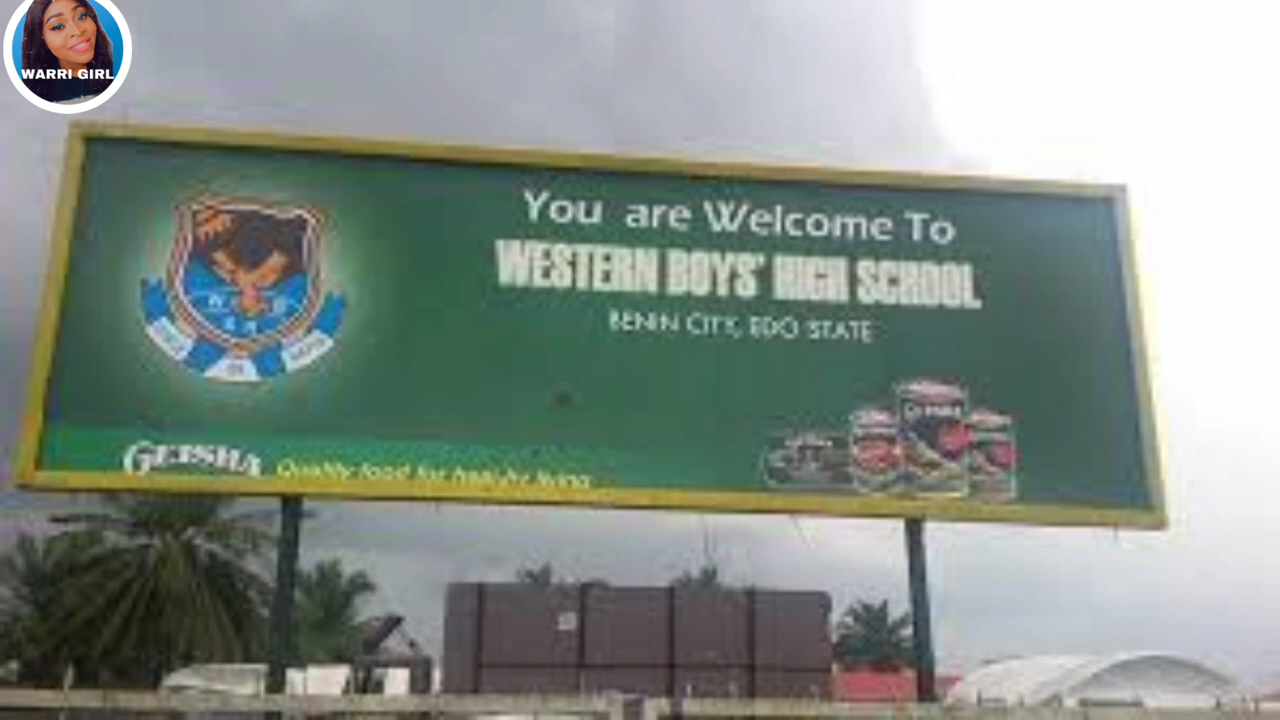 WARRI GIRL
You are Welcome To
WESTERN BOYS' HIGH SCHOOL
BENIN CITY, EDO STATE
W B
GEISHA Quality food for healthy living